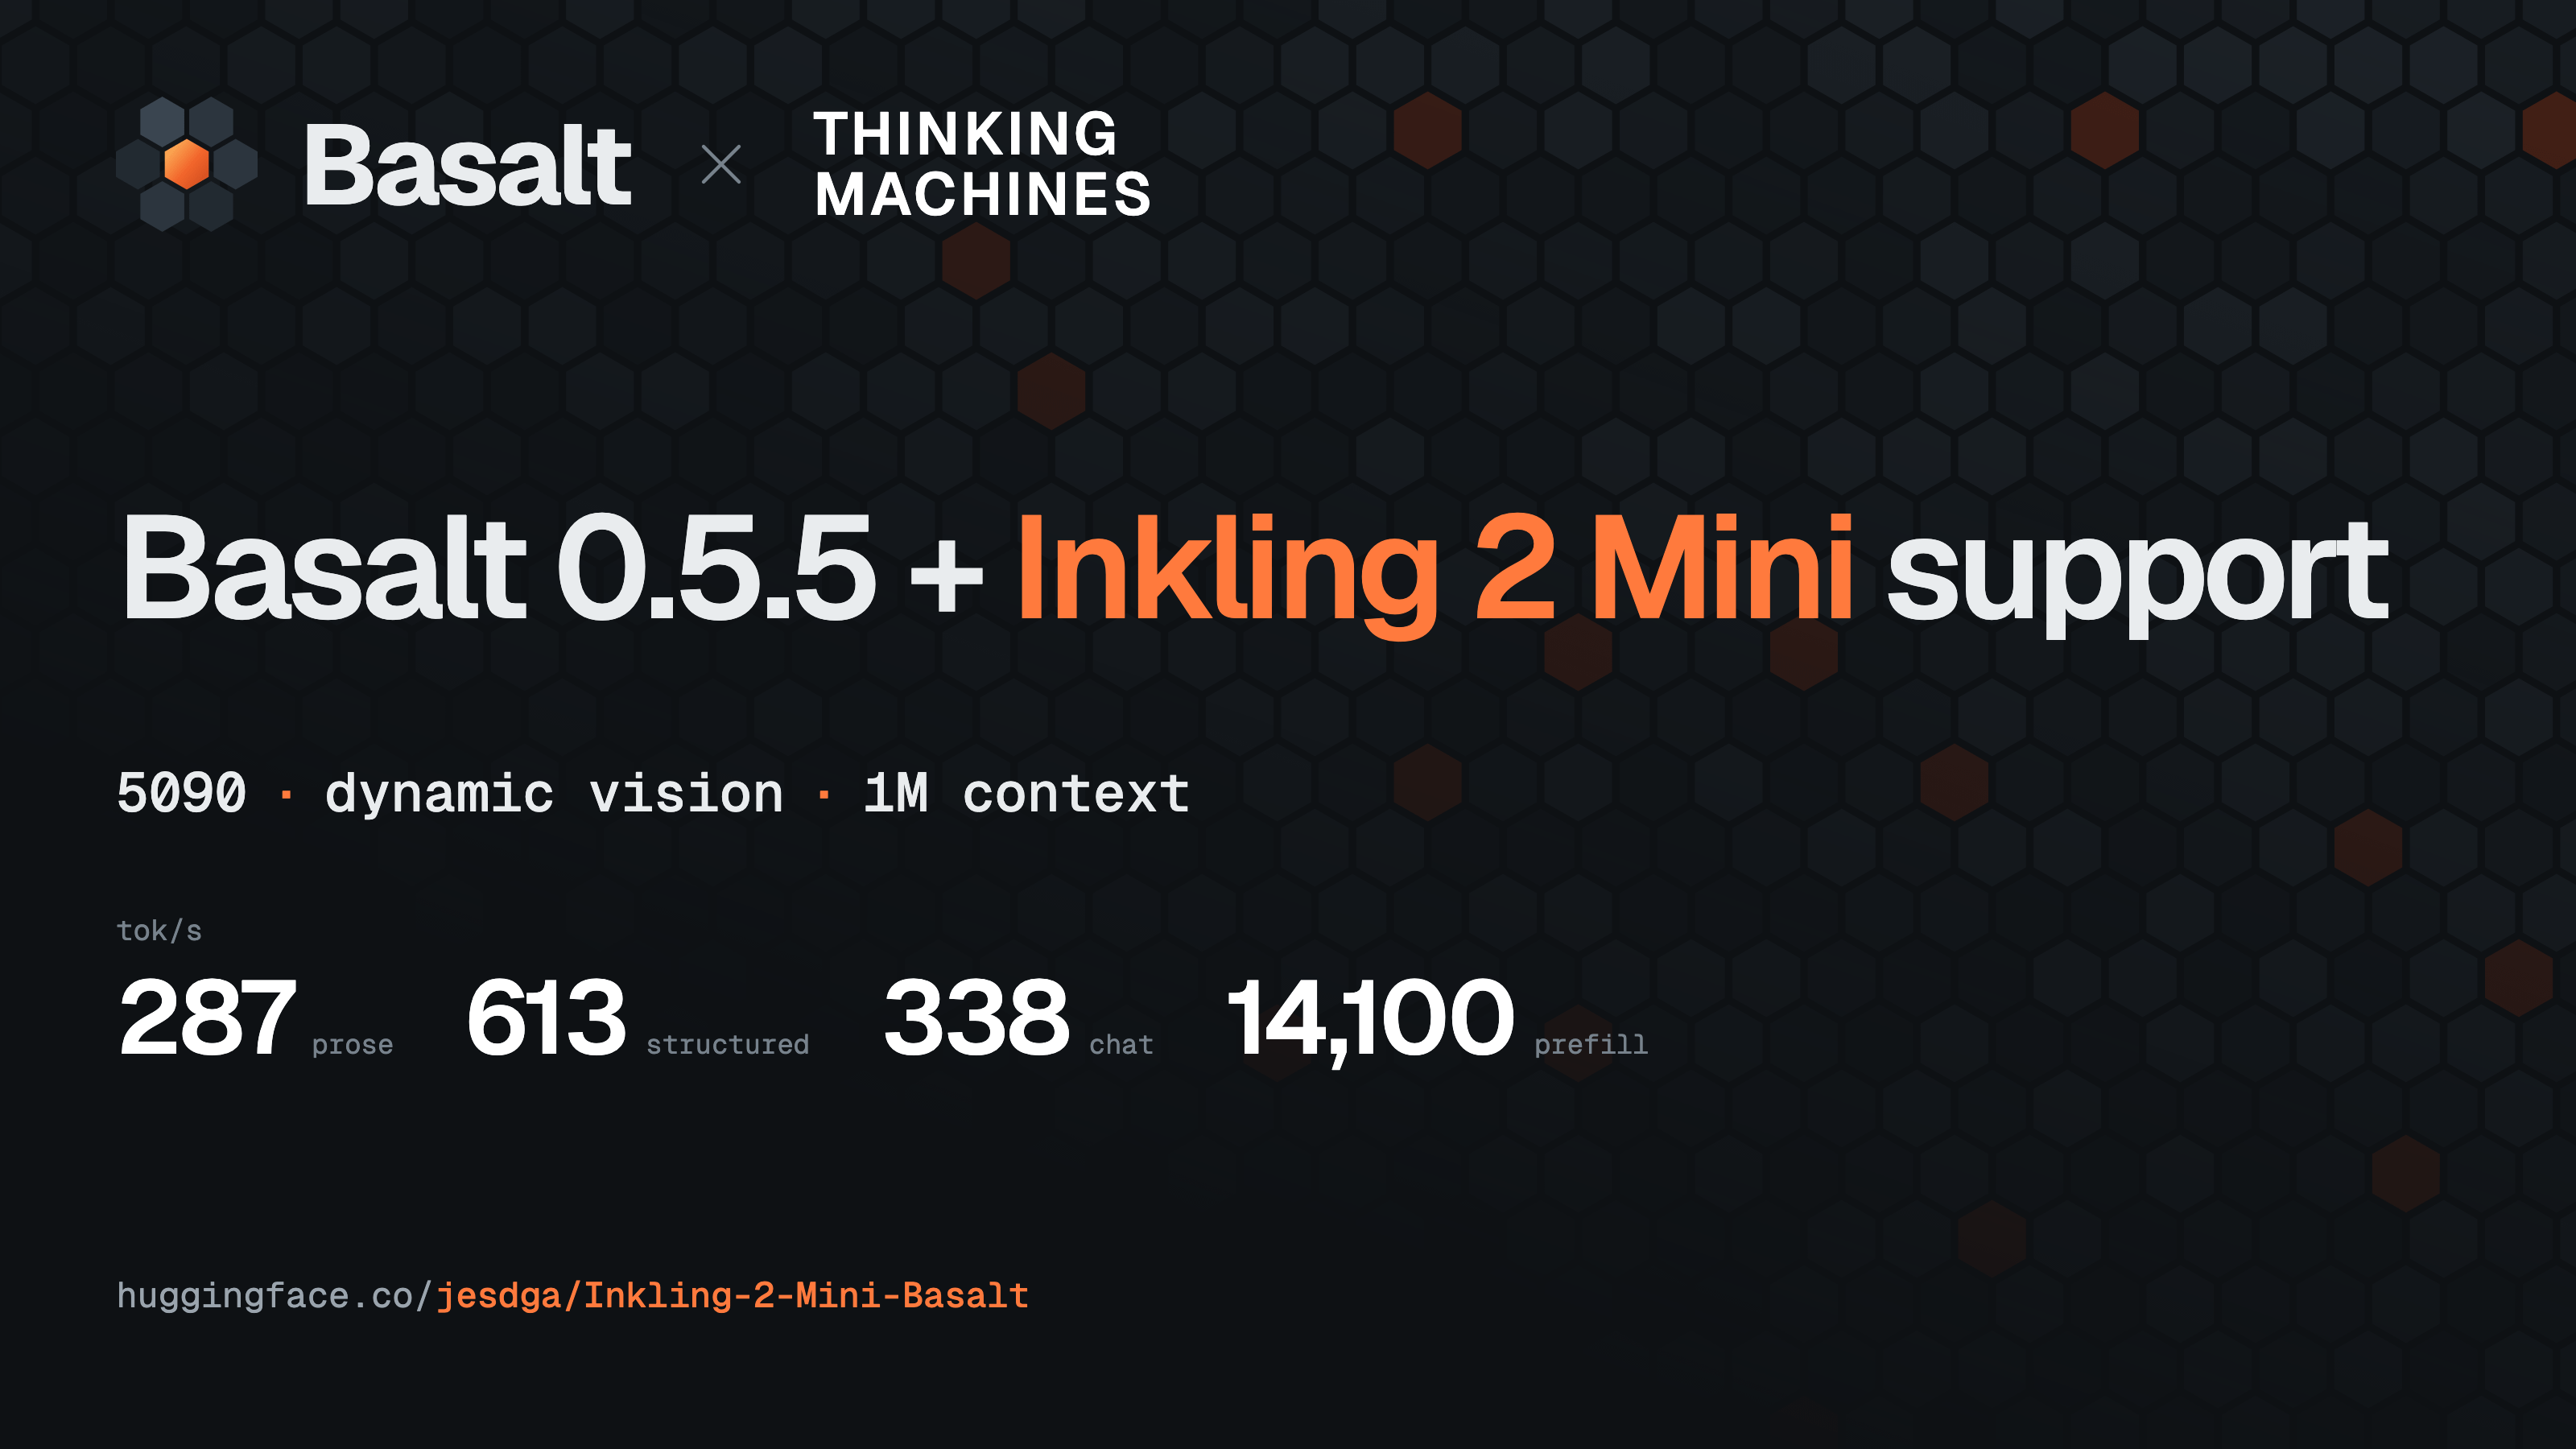 Basalt × THINKING MACHINES
Basalt 0.5.5 + Inkling 2 Mini support
5090 · dynamic vision · 1M context
tok/s
287 prose 613 structured 338 chat 14,100 prefill
huggingface.co/jesdga/Inkling-2-Mini-Basalt